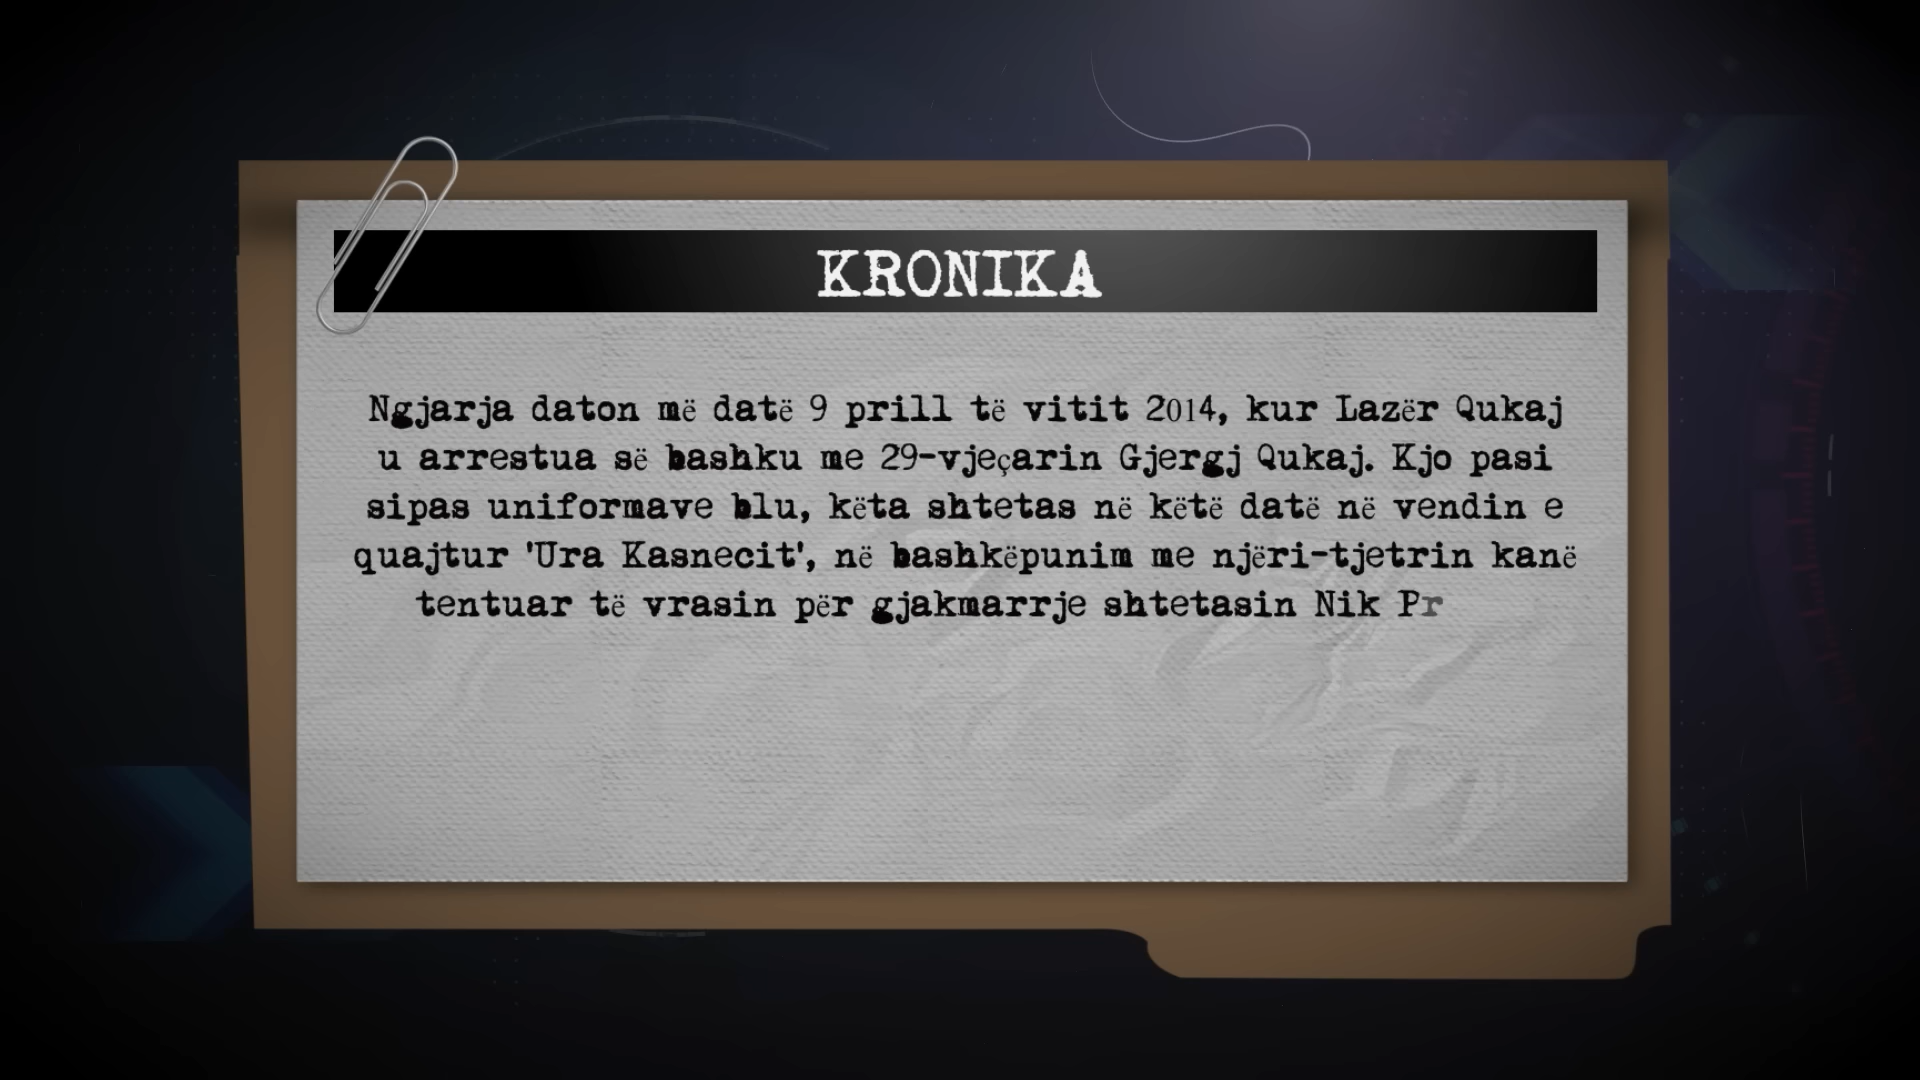 KRONIKA
Ngjarja daton më datë 9 prill të vitit 2014, kur Lazër Qukaj
u arrestua së bashku me 29-vjeçarin Gjergj Qukaj. Kjo pasi
sipas uniformave blu, këta shtetas në këtë datë në vendin e
quajtur 'Ura Kasnecit', në bashkëpunim me njëri-tjetrin kanë
tentuar të vrasin për gjakmarrje shtetasin Nik Pr